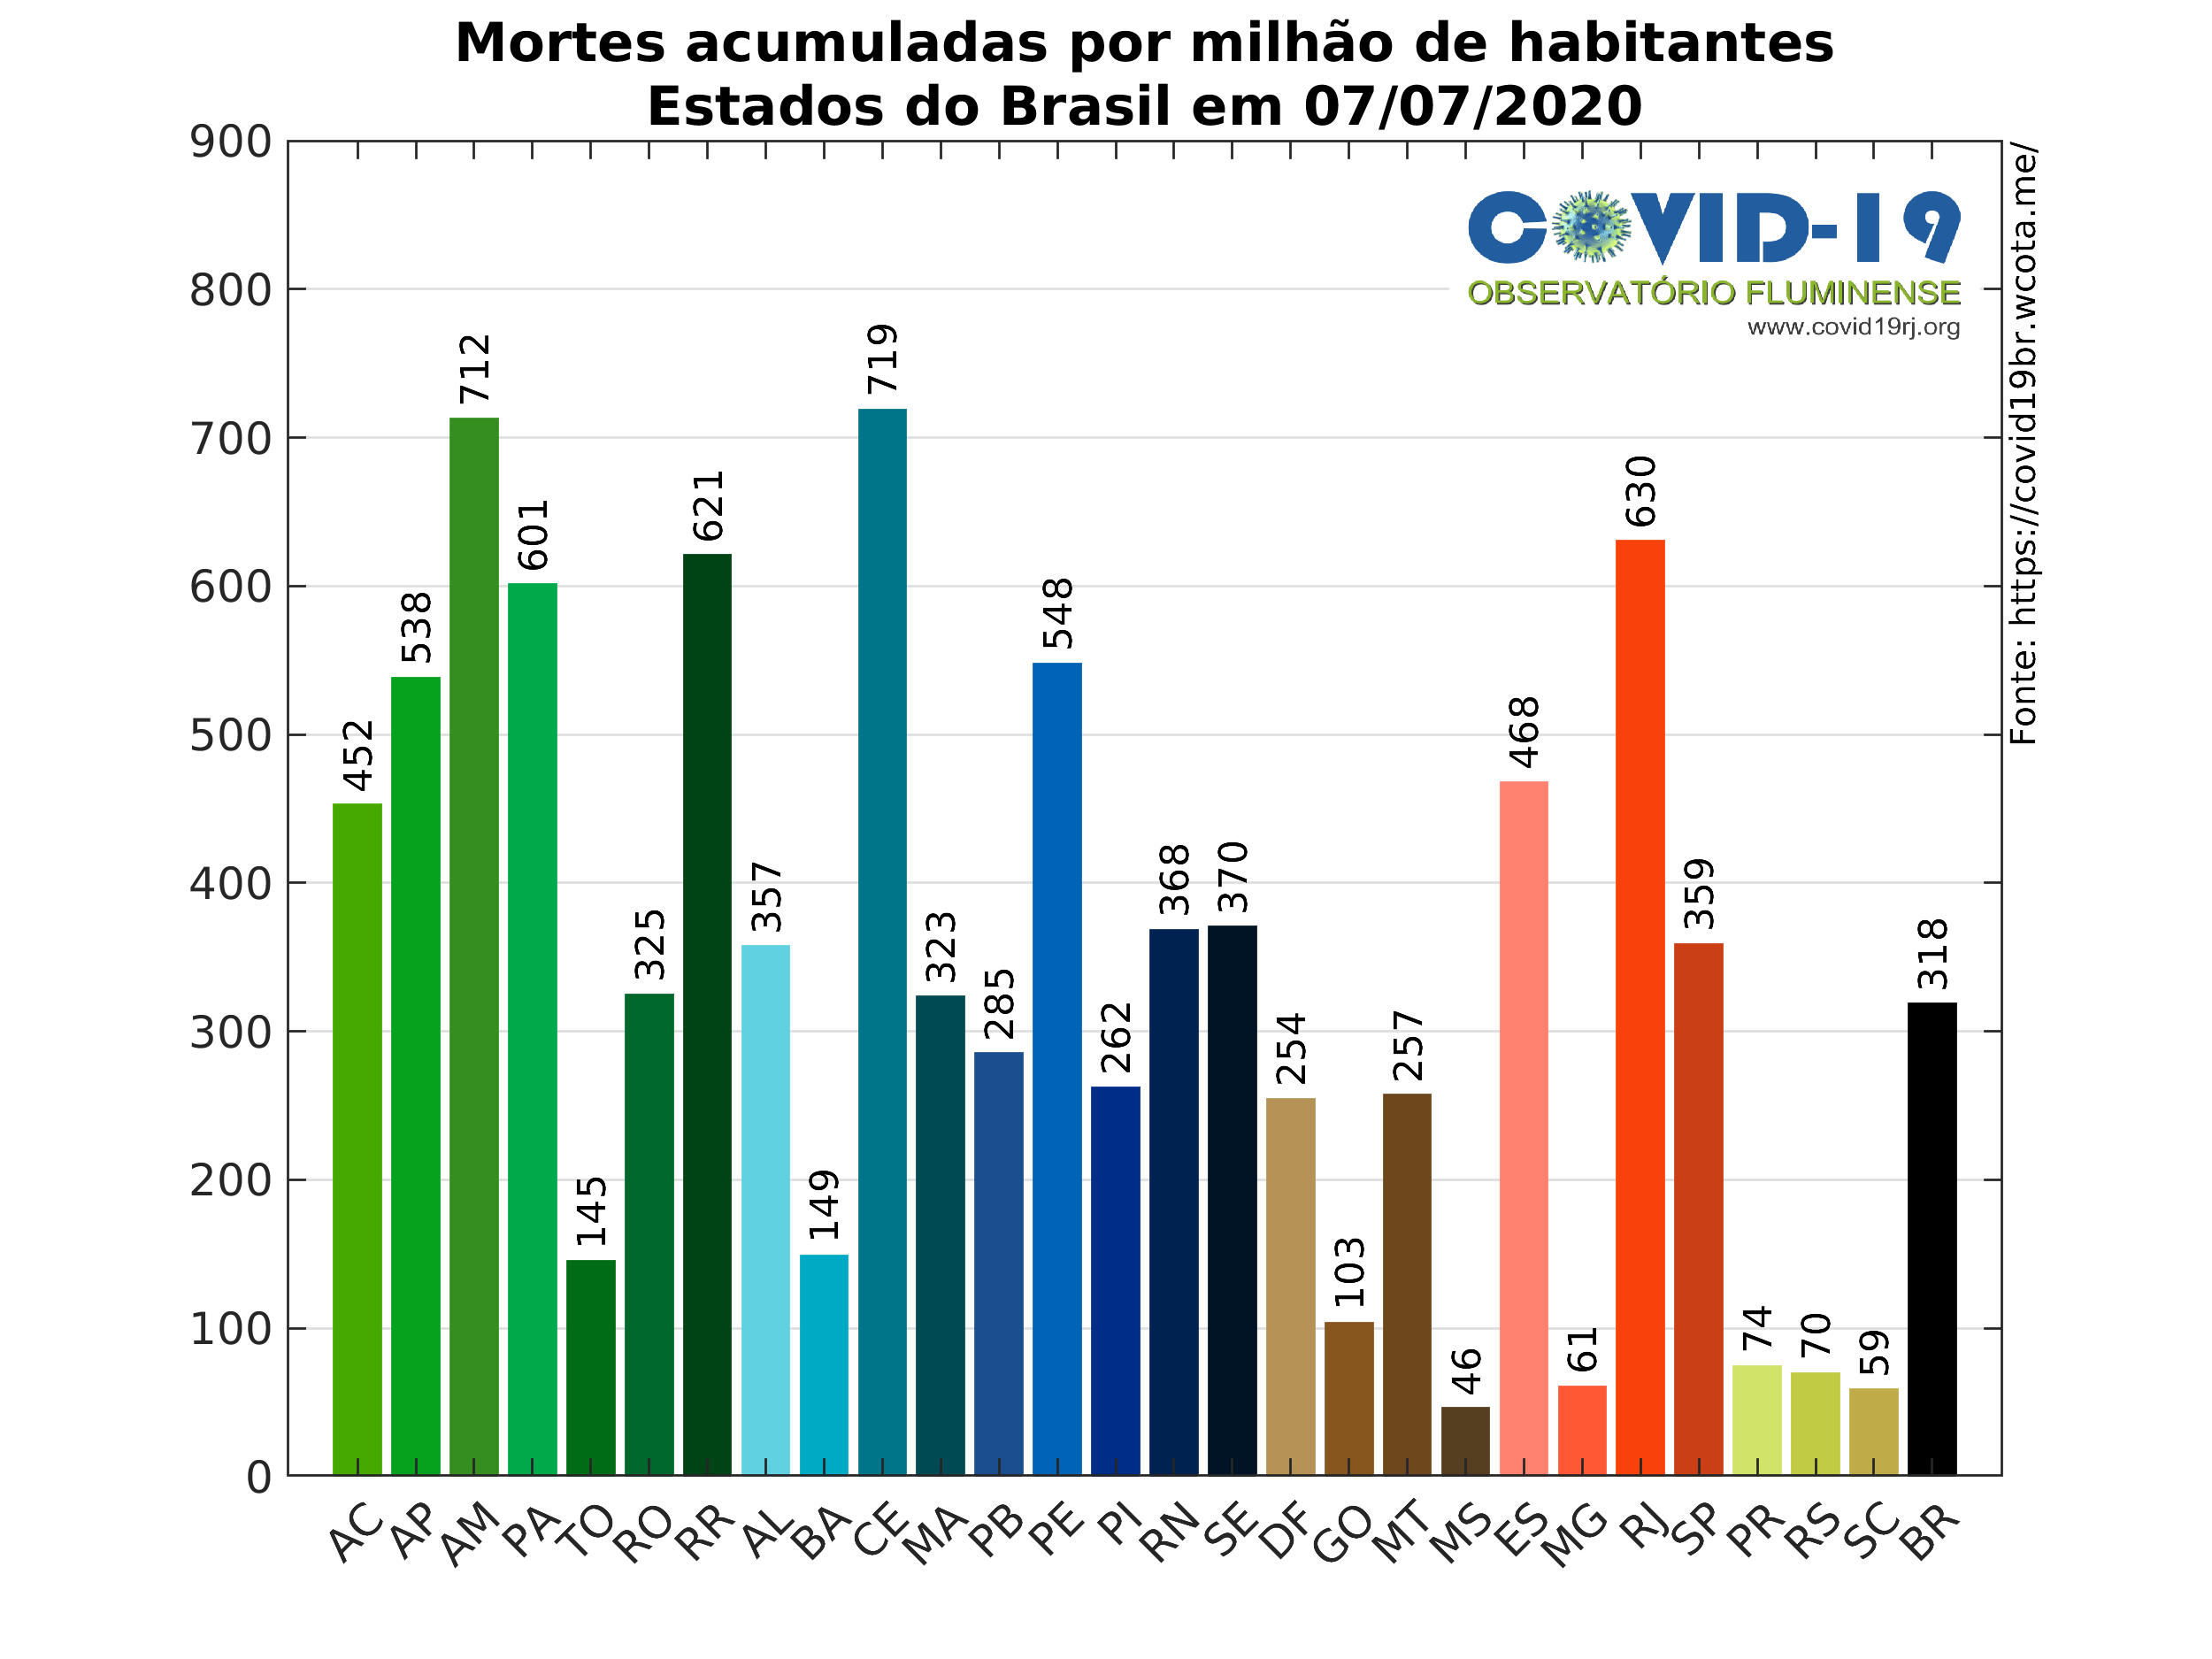 Mortes acumuladas por milhão de habitantes
Estados do Brasil em 07/07/2020
900
800
700
600
500
400
300
200
100
0
COVID-19
OBSERVATÓRIO FLUMINENSE
www.covid19rj.org
Fonte: https://covid19br.wcota.me/
452
538
712
601
145
325
621
357
149
719
323
285
548
262
368
370
254
103
257
46
468
61
630
359
74
70
59
318
AC
AP
AM
PA
TO
RO
RR
AL
BA
CE
MA
PB
PE
PI
RN
SE
DF
GO
MT
MS
ES
MG
RJ
SP
PR
RS
SC
BR